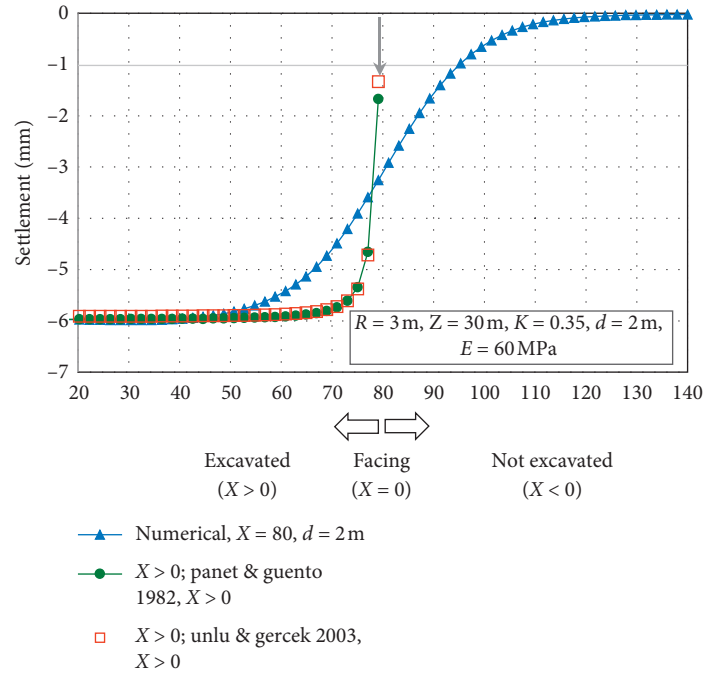 0
−1
−2
−3
−4
−5
−6
−7
Settlement (mm)
R = 3 m, Z = 30 m, K = 0.35, d = 2 m,
E = 60 MPa
20 30 40 50 60 70 80 90 100 110 120 130 140
Excavated Facing Not excavated
(X > 0) (X = 0) (X < 0)
Numerical, X = 80, d = 2 m
X > 0; panet & guento
1982, X > 0
X > 0; unlu & gercek 2003,
X > 0